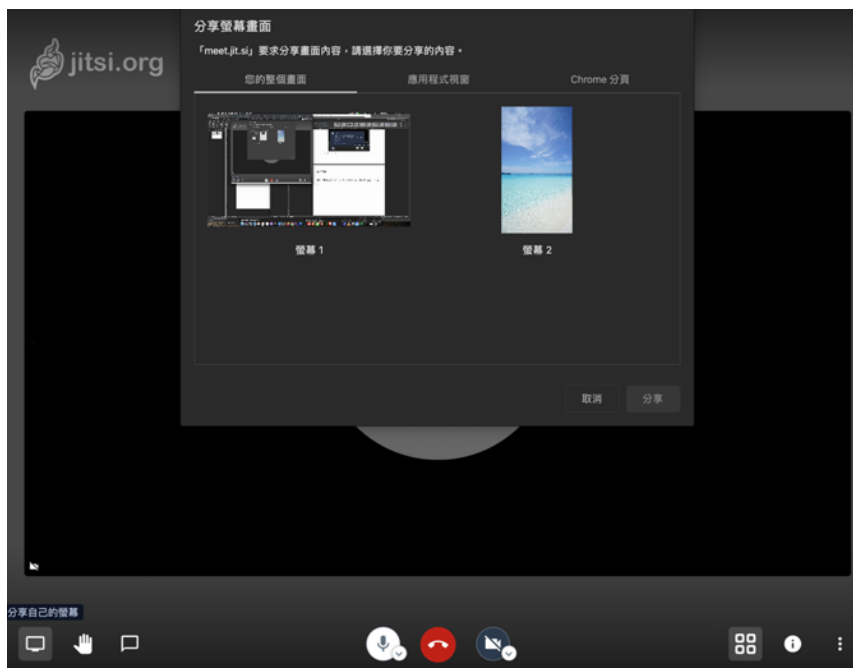 分享螢幕畫面
「meet.jit.si」要求分享畫面內容，請選擇你要分享的內容。
jitsi.org
您的整個畫面
應用程式視窗
Chrome 分頁
螢幕 1
螢幕 2
取消
分享
分享自己的螢幕